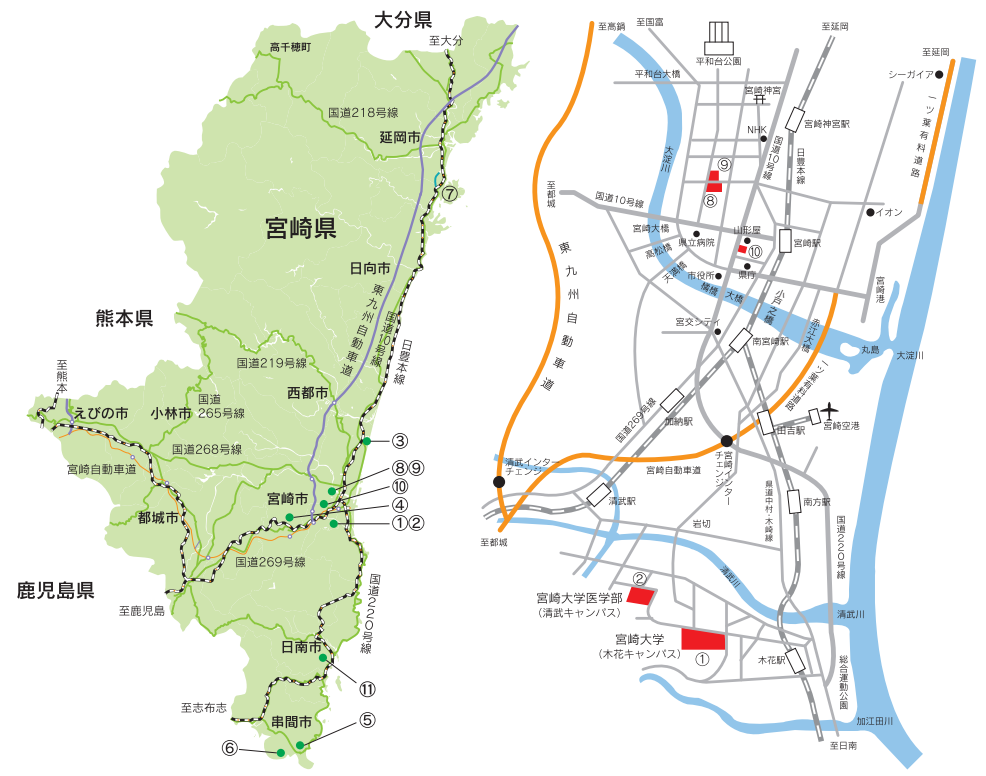 大分県
至大分
高千穂町
国道218号線
延岡市
⑦
宮崎県
日向市
東九州自動車道
国道10号線
日豊本線
熊本県
国道219号線
至熊本
西都市
国道
265号線
えびの市
小林市
国道268号線
③
宮崎自動車道
⑧⑨
宮崎市
⑩
④
都城市
①②
国道269号線
鹿児島県
至鹿児島
国道220号線
日南市
⑪
至志布志
串間市
⑤
⑥
至高鍋
至国富
至延岡
平和台公園
至延岡
シーガイア
平和台大橋
宮崎神宮
一ツ葉有料道路
NHK
宮崎神宮駅
国道10号線
日豊本線
大淀川
⑨
⑧
至都城
国道10号線
イオン
宮崎大橋
県立病院
山形屋
⑩
宮崎駅
高松橋
天満橋
市役所
県庁
東九州自動車道
橘橋
大橋
小戸之橋
宮崎港
宮交シティ
赤江大橋
南宮崎駅
丸島
大淀川
一ツ葉有料道路
国道269号線
加納駅
田吉駅
宮崎空港
清武インター
チェンジ
宮崎自動車道
宮崎インター
チェンジ
清武駅
県道中村・木崎線
南方駅
岩切
国道220号線
至都城
清武川
②
宮崎大学医学部
(清武キャンパス)
清武川
宮崎大学
(木花キャンパス)
①
木花駅
総合運動公園
加江田川
至日南